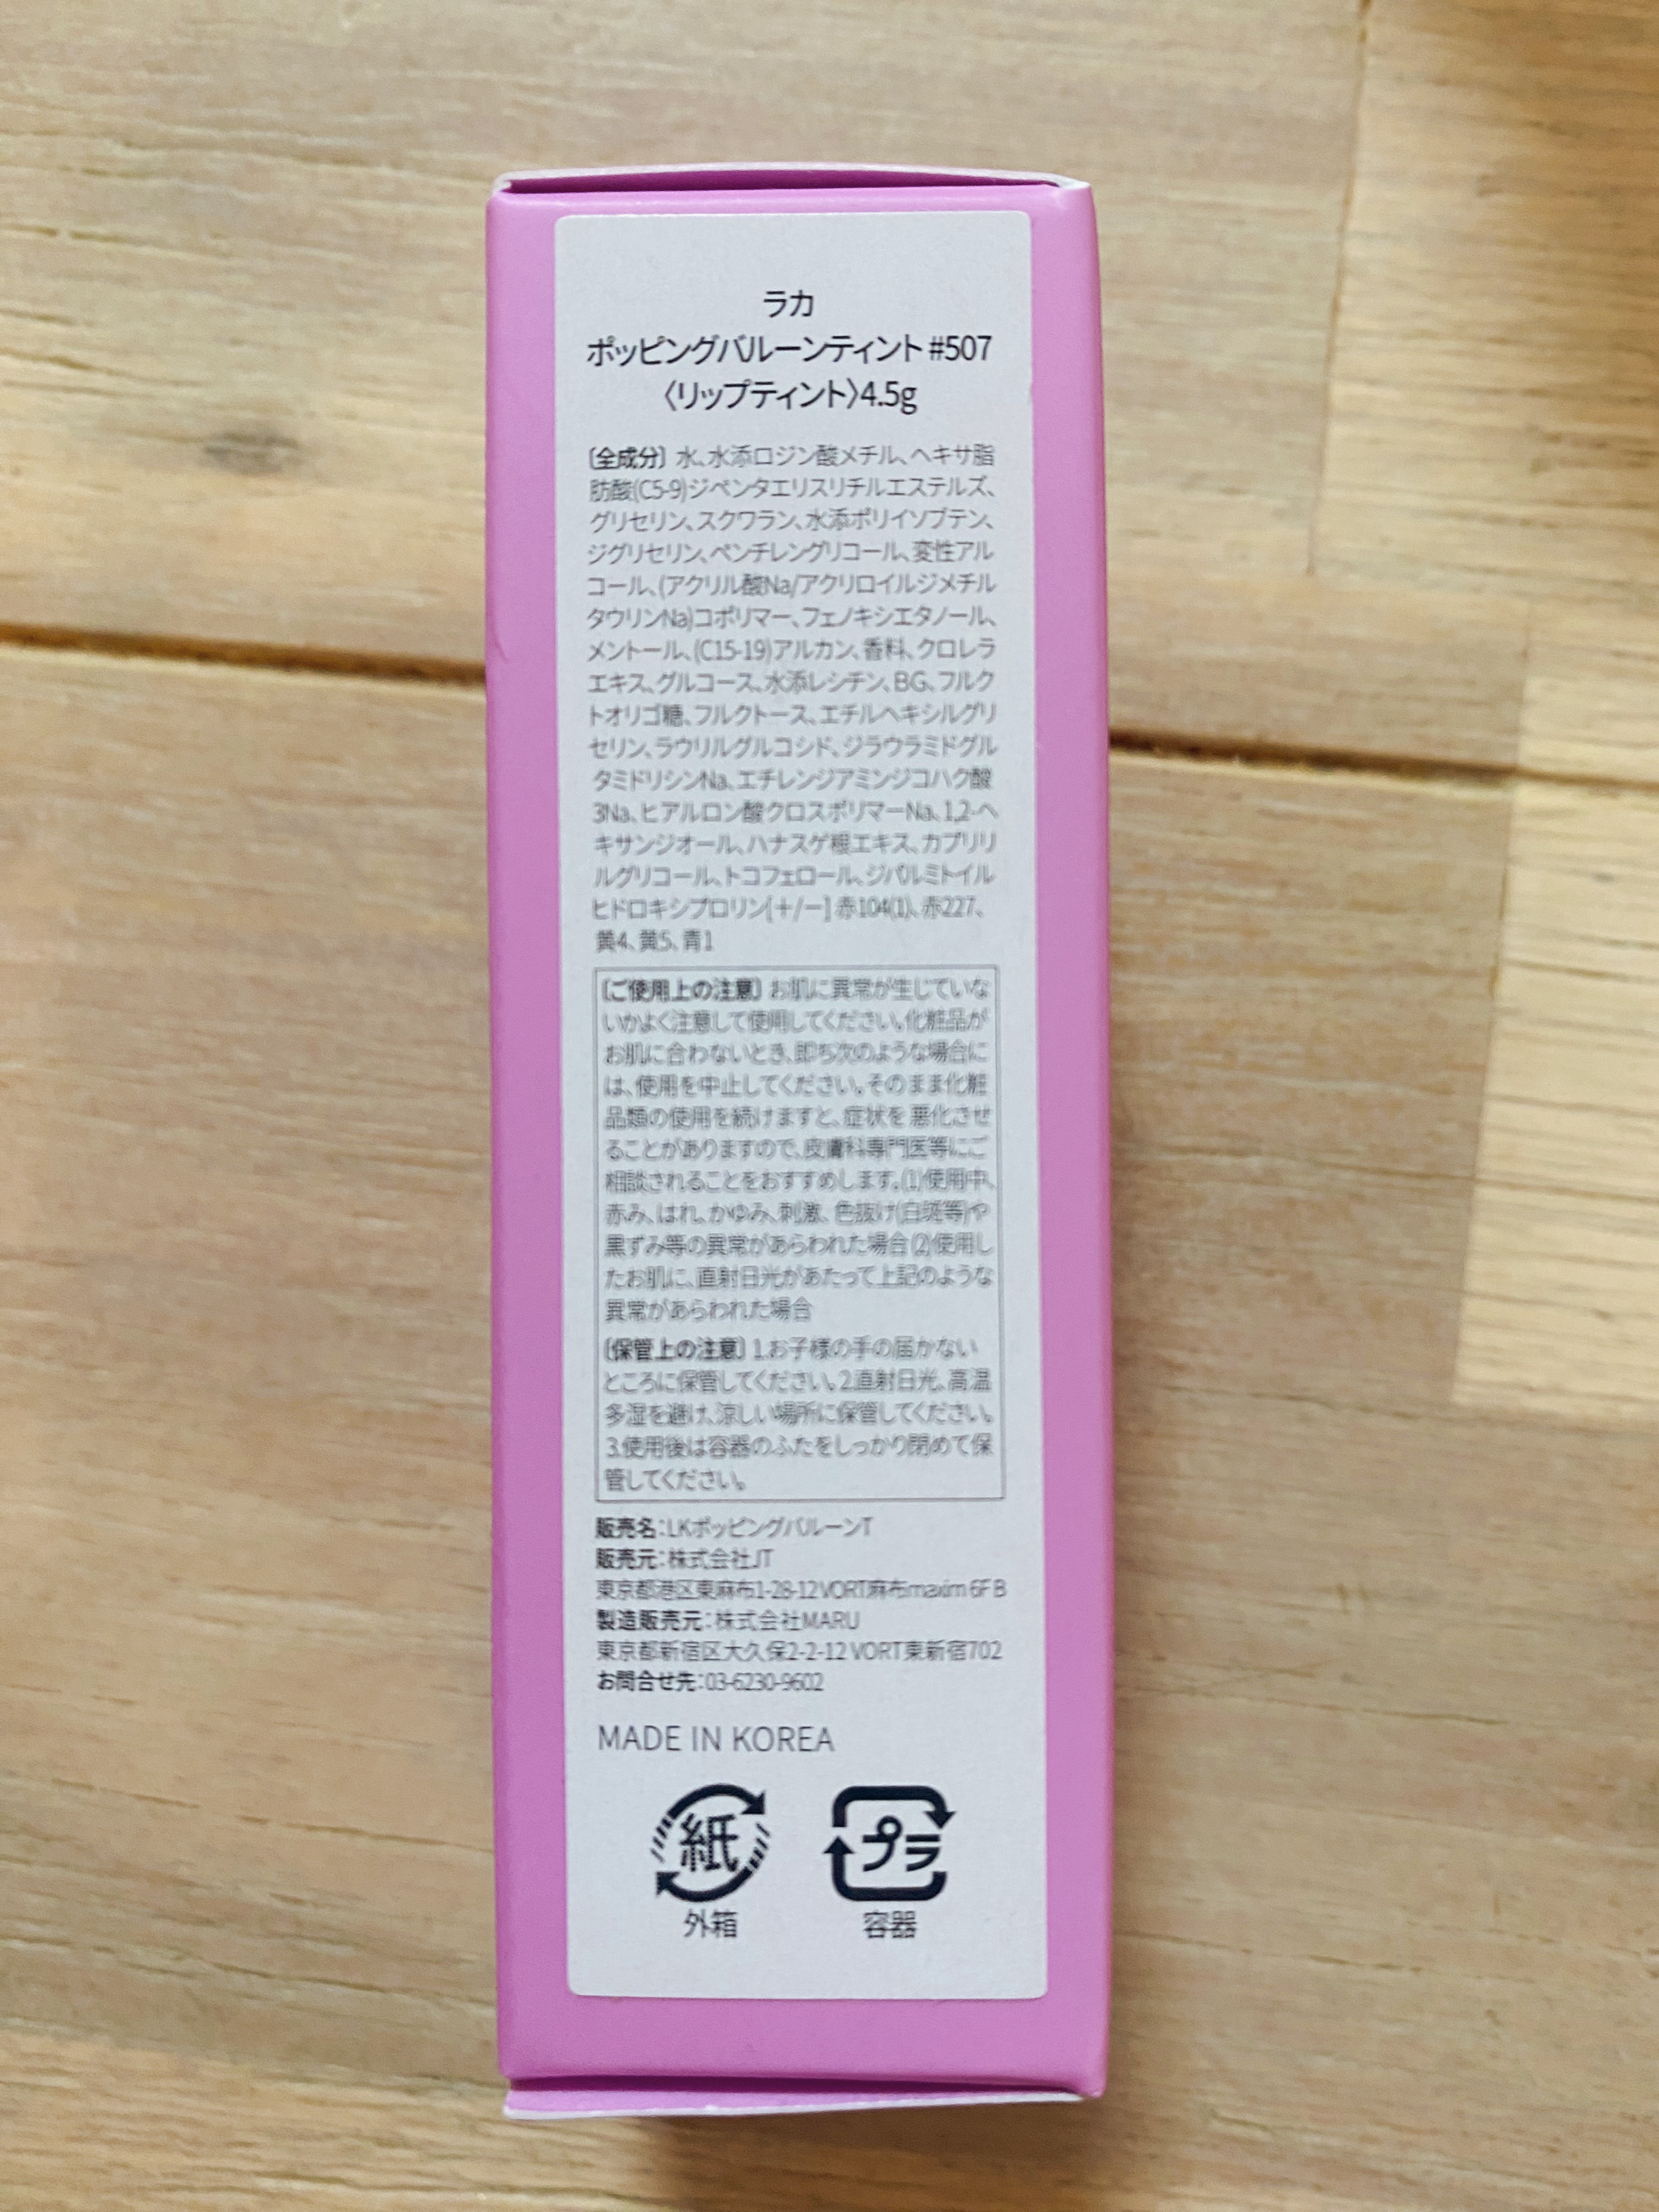 ラカ
ポッピングバルーンティント #507
〈リップティント〉4.5g
〔全成分〕 水、水添ロジン酸メチル、ヘキサ脂
肪酸(C5-9)ジペンタエリスリチルエステルズ、
グリセリン、スクワラン、水添ポリイソブテン、
ジグリセリン、ペンチレングリコール、変性アル
コール、(アクリル酸Na/アクリロイルジメチル
タウリンNa)コポリマー、フェノキシエタノール、
メントール、(C15-19)アルカン、香料、クロレラ
エキス、グルコース、水添レシチン、BG、フルク
トオリゴ糖、フルクトース、エチルヘキシルグリ
セリン、ラウリルグルコシド、ジラウラミドグル
タミドリシンNa、エチレンジアミンジコハク酸
3Na、ヒアルロン酸クロスポリマーNa、1,2-ヘ
キサンジオール、ハナスゲ根エキス、カプリリ
ルグリコール、トコフェロール、ジパルミトイル
ヒドロキシプロリン[+/-] 赤104(1)、赤227、
黄4、黄5、青1
〔ご使用上の注意〕 お肌に異常が生じていな
いかよく注意して使用してください。化粧品が
お肌に合わないとき、即ち次のような場合に
は、使用を中止してください。そのまま化粧
品類の使用を続けますと、症状を悪化させ
ることがありますので、皮膚科専門医等にご
相談されることをおすすめします。(1)使用中、
赤み、はれ、かゆみ、刺激、色抜け(白斑等)や
黒ずみ等の異常があらわれた場合(2)使用し
たお肌に、直射日光があたって上記のような
異常があらわれた場合
〔保管上の注意〕 1.お子様の手の届かない
ところに保管してください。2.直射日光、高温
多湿を避け、涼しい場所に保管してください。
3.使用後は容器のふたをしっかり閉めて保
管してください。
販売名：LKポッピングバルーンT
販売元：株式会社JT
東京都港区東麻布1-28-12 VORT麻布maxim 6F B
製造販売元：株式会社MARU
東京都新宿区大久保2-2-12 VORT東新宿702
お問合せ先：03-6230-9602
MADE IN KOREA
紙 プラ
外箱 容器